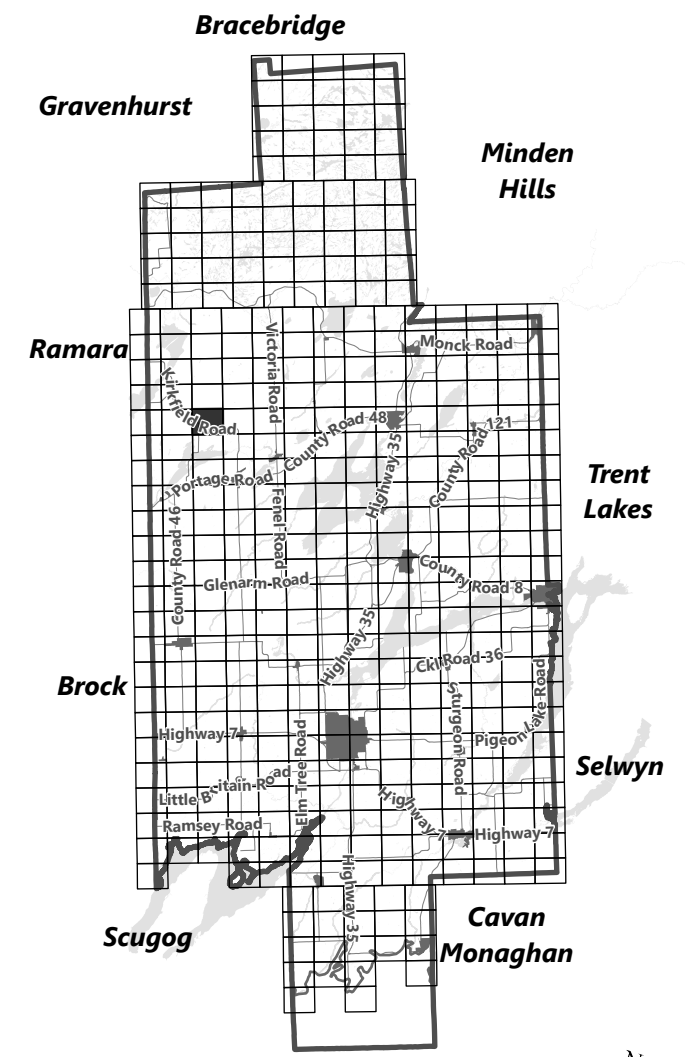 Bracebridge
Gravenhurst
Minden
Hills
Ramara
Victoria Road
Monck Road
Kirkfield Road
County Road 48
Highway 35
County Road 121
Portage Road
Trent
Lakes
County Road 46
Fenel Road
Glenarm Road
County Road 8
Highway 35
Ckl Road 36
Brock
Sturgeon Road
Pigeon Lake Road
Highway 7
Elm Tree Road
Selwyn
Little Britain Road
Highway 7
Highway 7
Ramsey Road
Highway 35
Scugog
Cavan
Monaghan